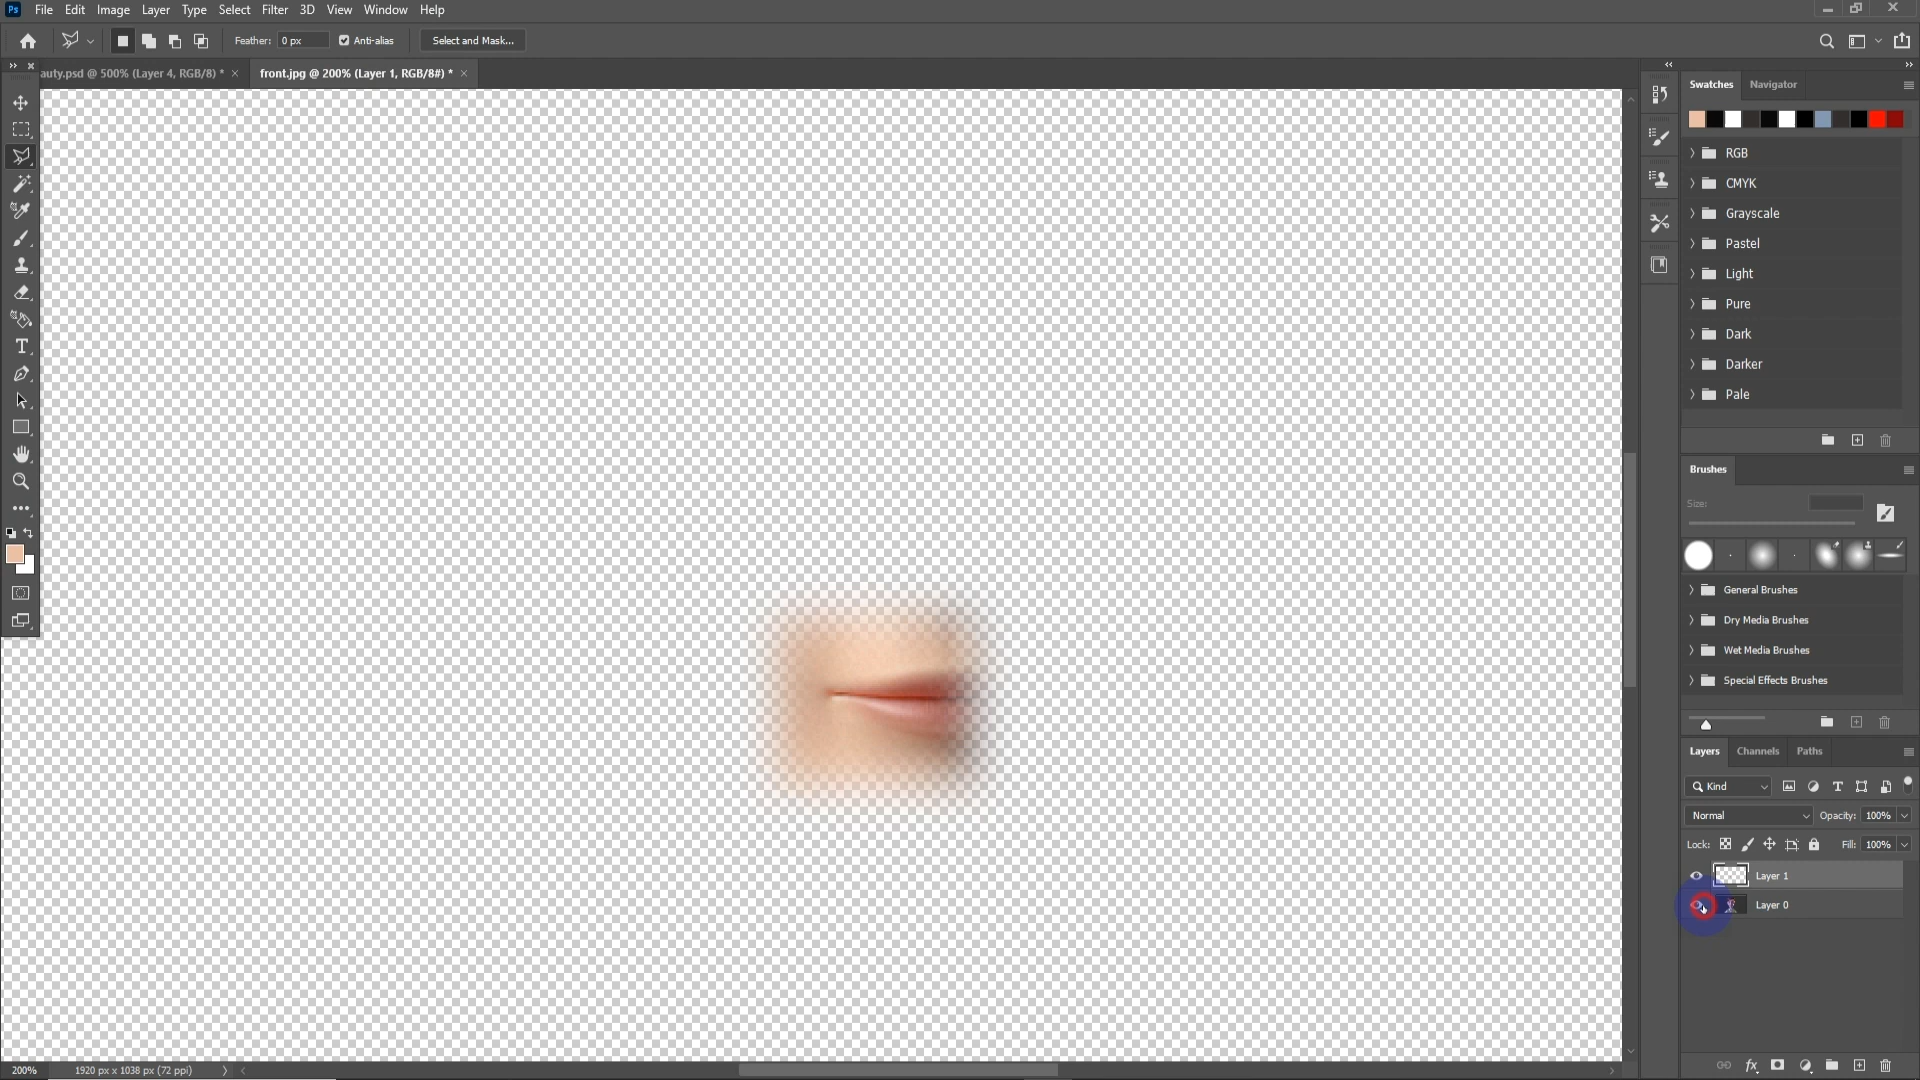 Ps File Edit Image Layer Type Select Filter 3D View Window Help
Feather: 0 px Anti-alias Select and Mask...
auty.psd @ 500% (Layer 4, RGB/8) * × front.jpg @ 200% (Layer 1, RGB/8#) * ×
Swatches Navigator
RGB
CMYK
Grayscale
Pastel
Light
Pure
Dark
Darker
Pale
Brushes
Size:
General Brushes
Dry Media Brushes
Wet Media Brushes
Special Effects Brushes
Layers Channels Paths
Kind
Normal Opacity: 100%
Lock: Fill: 100%
Layer 1
Layer 0
200% 1920 px x 1038 px (72 ppi)